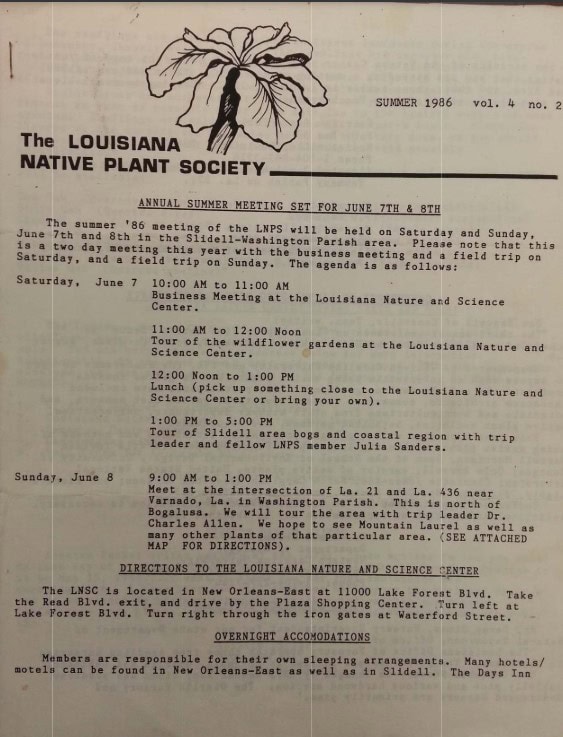 SUMMER 1986 vol. 4 no. 2
The LOUISIANA
NATIVE PLANT SOCIETY
ANNUAL SUMMER MEETING SET FOR JUNE 7TH & 8TH
The summer '86 meeting of the LNPS will be held on Saturday and Sunday,
June 7th and 8th in the Slidell-Washington Parish area. Please note that this
is a two day meeting this year with the business meeting and a field trip on
Saturday, and a field trip on Sunday. The agenda is as follows:
Saturday, June 7 10:00 AM to 11:00 AM
Business Meeting at the Louisiana Nature and Science
Center.
11:00 AM to 12:00 Noon
Tour of the wildflower gardens at the Louisiana Nature and
Science Center.
12:00 Noon to 1:00 PM
Lunch (pick up something close to the Louisiana Nature and
Science Center or bring your own).
1:00 PM to 5:00 PM
Tour of Slidell area bogs and coastal region with trip
leader and fellow LNPS member Julia Sanders.
Sunday, June 8 9:00 AM to 1:00 PM
Meet at the intersection of La. 21 and La. 436 near
Varnado, La. in Washington Parish. This is north of
Bogalusa. We will tour the area with trip leader Dr.
Charles Allen. We hope to see Mountain Laurel as well as
many other plants of that particular area. (SEE ATTACHED
MAP FOR DIRECTIONS).
DIRECTIONS TO THE LOUISIANA NATURE AND SCIENCE CENTER
The LNSC is located in New Orleans-East at 11000 Lake Forest Blvd. Take
the Read Blvd. exit, and drive by the Plaza Shopping Center. Turn left at
Lake Forest Blvd. Turn right through the iron gates at Waterford Street.
OVERNIGHT ACCOMODATIONS
Members are responsible for their own sleeping arrangements. Many hotels/
motels can be found in New Orleans-East as well as in Slidell. The Days Inn